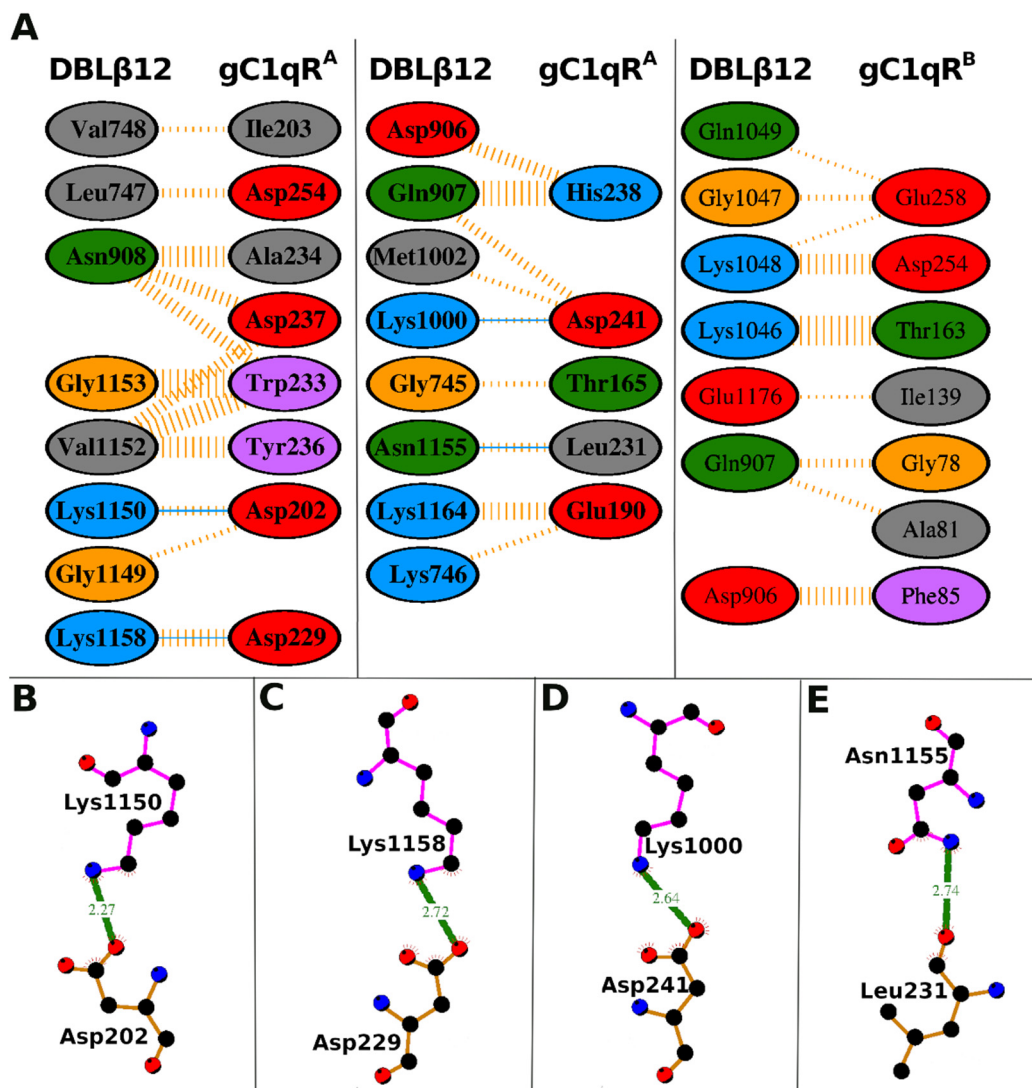 A
DBLβ12 gC1qRᴬ
Val748 Ile203
Leu747 Asp254
Asn908 Ala234
Asp237
Gly1153 Trp233
Val1152 Tyr236
Lys1150 Asp202
Gly1149
Lys1158 Asp229
DBLβ12 gC1qRᴬ
Asp906
Gln907 His238
Met1002
Lys1000 Asp241
Gly745 Thr165
Asn1155 Leu231
Lys1164 Glu190
Lys746
DBLβ12 gC1qRᴮ
Gln1049
Gly1047 Glu258
Lys1048 Asp254
Lys1046 Thr163
Glu1176 Ile139
Gln907 Gly78
Ala81
Asp906 Phe85
B
Lys1150
2.27
Asp202
C
Lys1158
2.72
Asp229
D
Lys1000
2.64
Asp241
E
Asn1155
2.74
Leu231